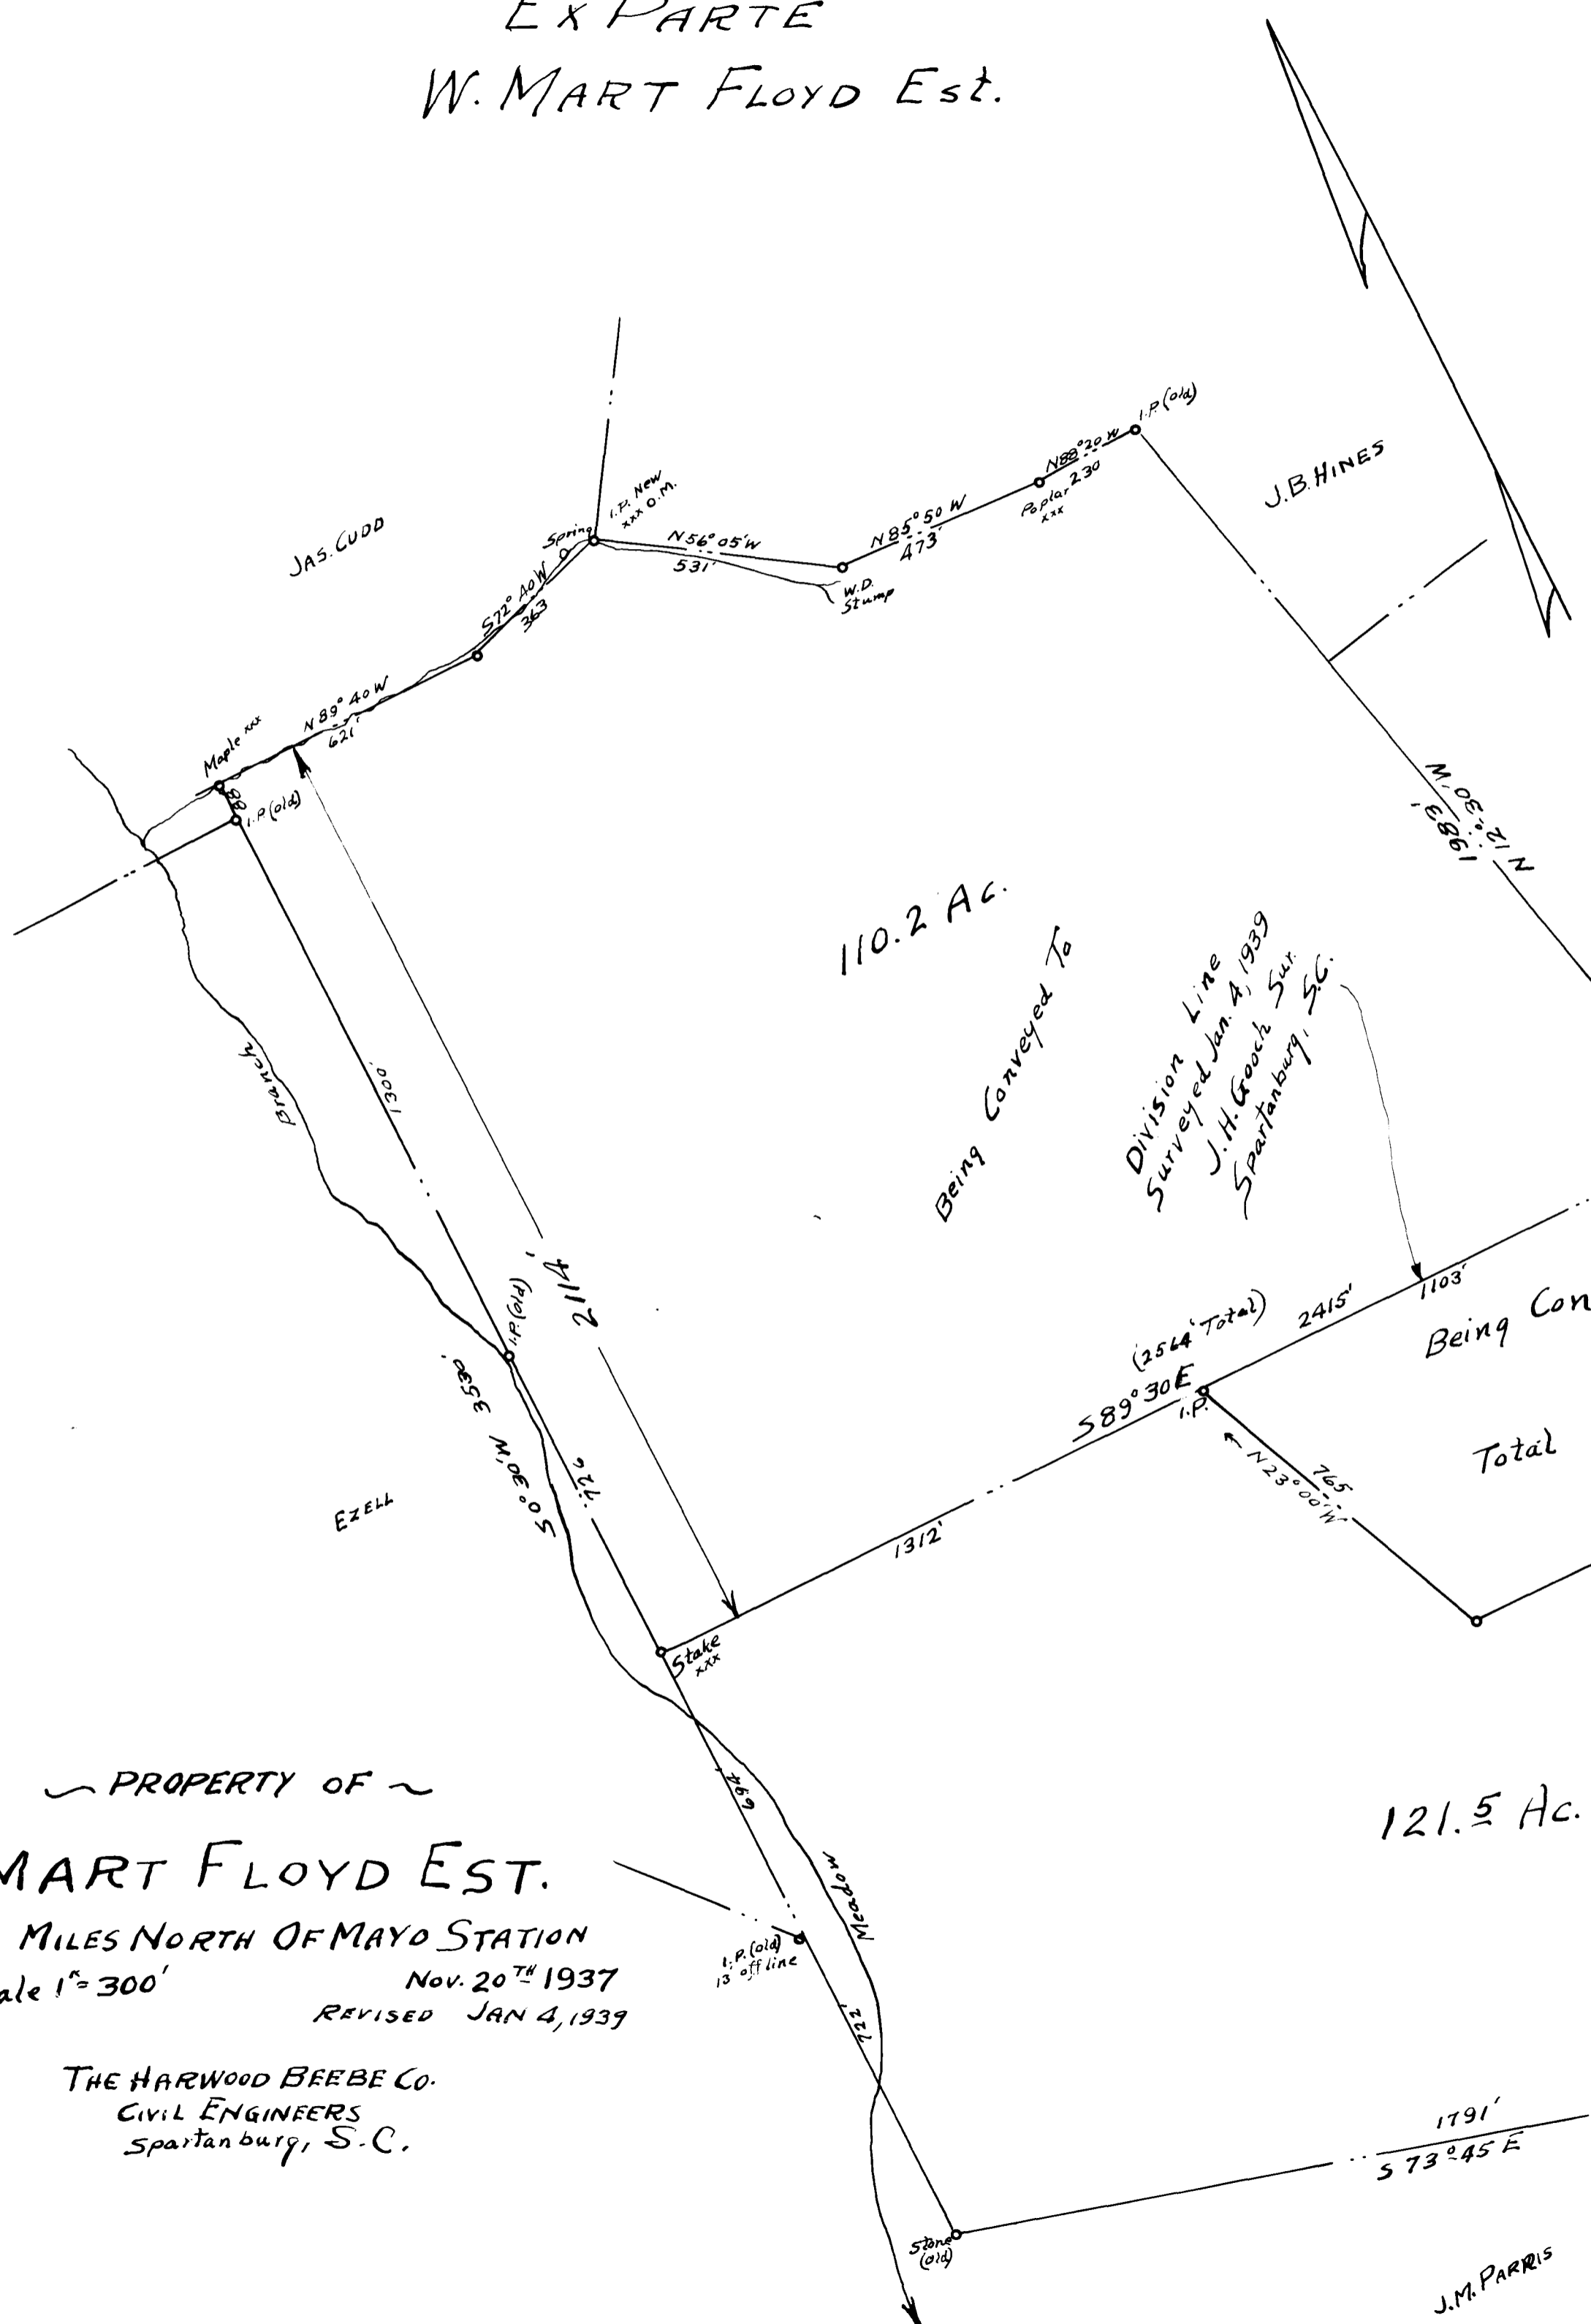 EX PARTE
W. MART FLOYD Est.
I.P. (old)
J.B. HINES
N88°20W
230
Poplar
xxx
N85°50'W
473'
W.D.
Stump
N56°05'W
531'
I.P. New
xxx O.M.
Spring
JAS. CUDD
S72°40W
363
N89°40W
621'
Maple xxx
88
I.P. (old)
N 12°30'W
1983'
110.2 Ac.
Being Conveyed To
Division Line
Surveyed Jan. 4, 1939
J.H. Gooch Sur.
Spartanburg, S.C.
Branch
1300'
2114'
I.P. (old)
S0°30'W 3530'
726
(2564' Total)
2415'
1103'
S89°30E
I.P.
1312'
Being Con
Total
765
N23°00'W
EZELL
Stake
xxx
694'
PROPERTY OF
MART FLOYD EST.
MILES NORTH OF MAYO STATION
ale 1"=300'
Nov. 20TH 1937
REVISED JAN 4, 1939
THE HARWOOD BEEBE CO.
CIVIL ENGINEERS
Spartanburg, S.C.
121.5 Ac.
Meadow
I.P. (old)
13' off line
722'
1791'
S 73°45 E
Stone
(old)
J.M. PARRIS